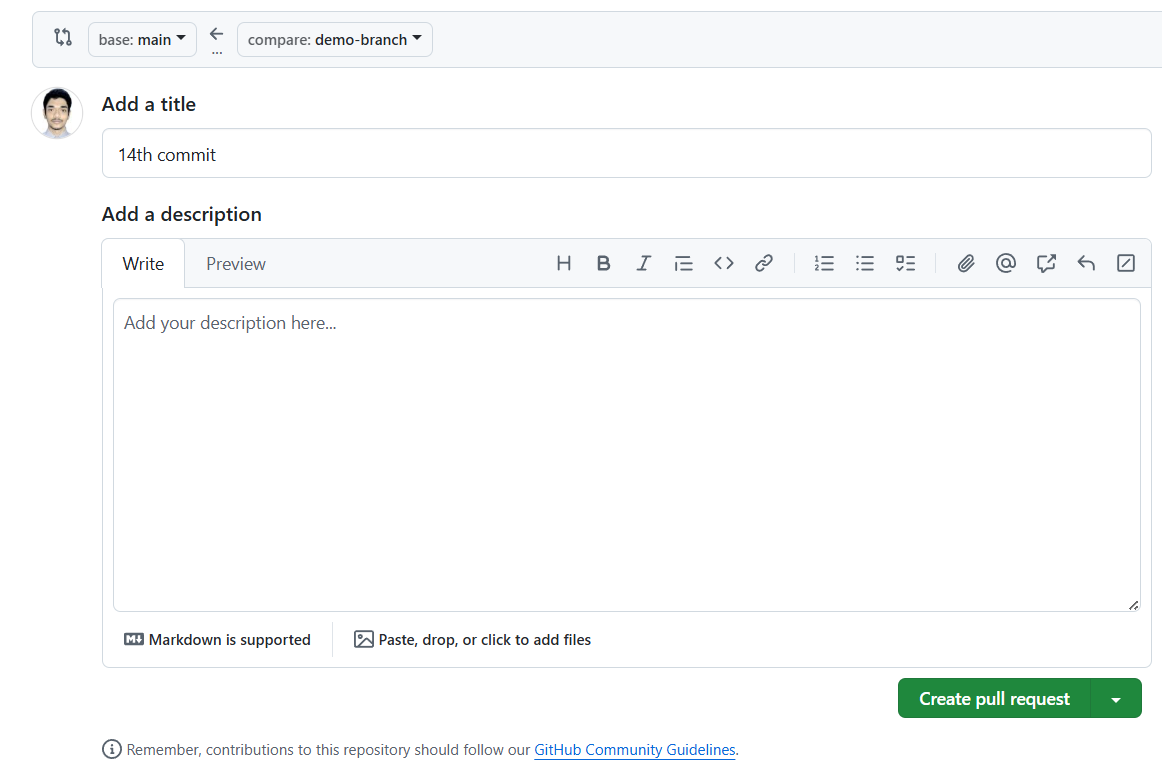 base: main ... compare: demo-branch
Add a title
14th commit
Add a description
Write Preview H B I
Add your description here...
Markdown is supported Paste, drop, or click to add files
Create pull request
Remember, contributions to this repository should follow our GitHub Community Guidelines.